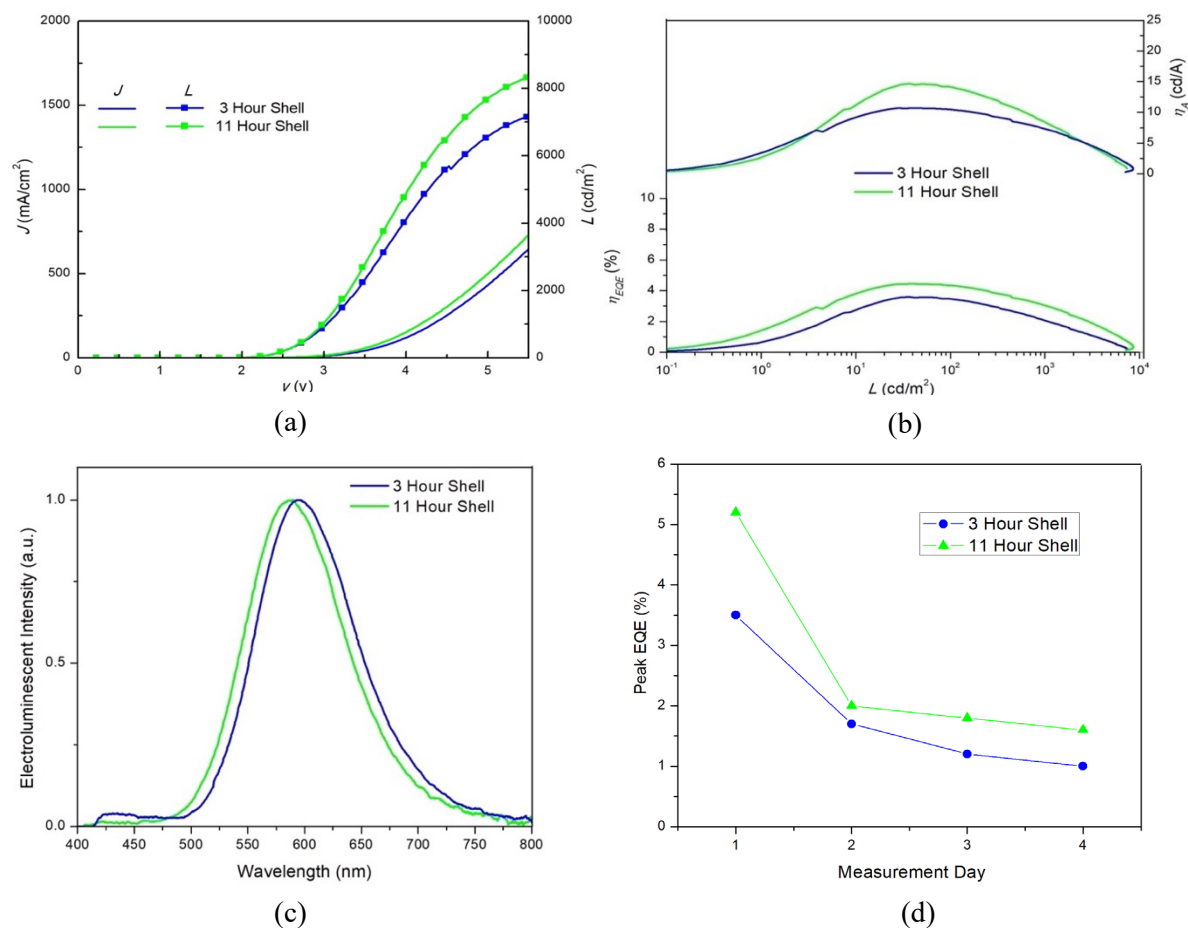 2000
1500
1000
500
0
J (mA/cm²)
10000
8000
6000
4000
2000
0
L (cd/m²)
J L
3 Hour Shell
11 Hour Shell
0 1 2 3 4 5
V (v)
(a)
25
20
15
10
5
0
ηA (cd/A)
3 Hour Shell
11 Hour Shell
10
8
6
4
2
0
ηEQE (%)
10⁻¹ 10⁰ 10¹ 10² 10³ 10⁴
L (cd/m²)
(b)
3 Hour Shell
11 Hour Shell
1.0
0.5
0.0
Electroluminescent Intensity (a.u.)
400 450 500 550 600 650 700 750 800
Wavelength (nm)
(c)
6
5
4
3
2
1
0
Peak EQE (%)
3 Hour Shell
11 Hour Shell
1 2 3 4
Measurement Day
(d)